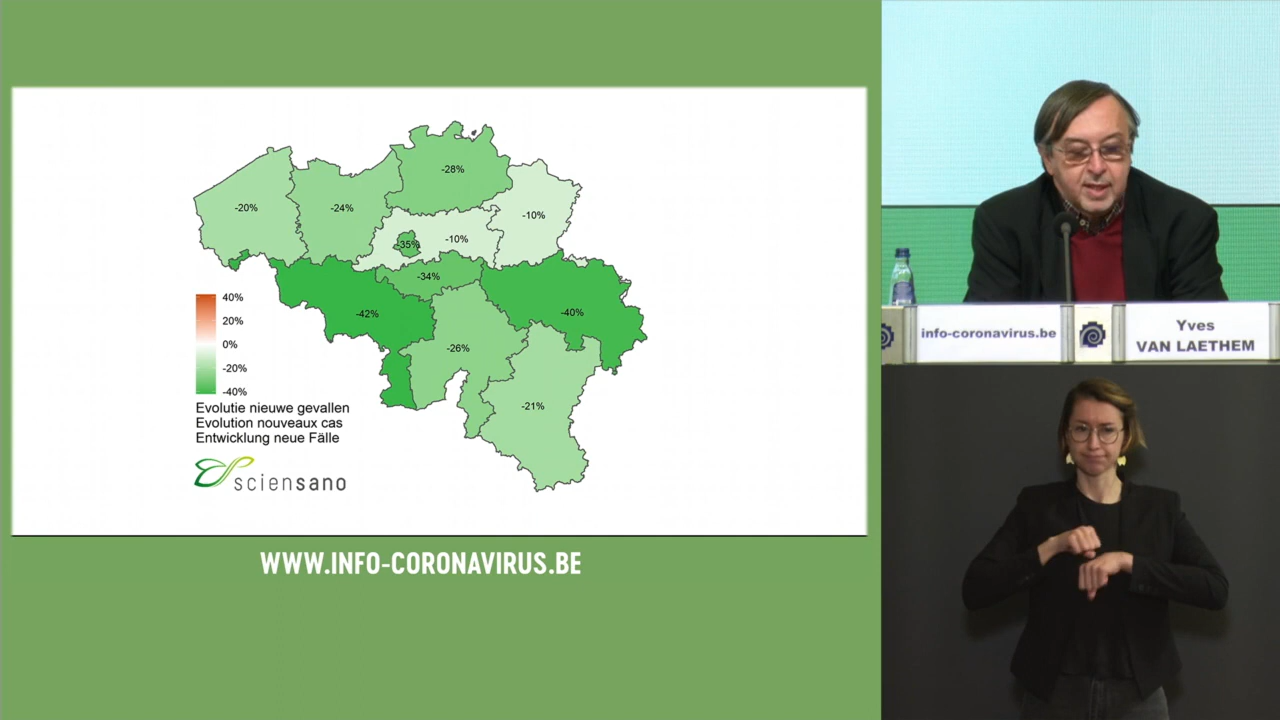 -28%
-20%
-24%
-10%
-35%
-10%
-34%
-42%
-40%
-26%
-21%
40%
20%
0%
-20%
-40%
Evolutie nieuwe gevallen
Evolution nouveaux cas
Entwicklung neue Fälle
sciensano
WWW.INFO-CORONAVIRUS.BE
info-coronavirus.be
Yves
VAN LAETHEM